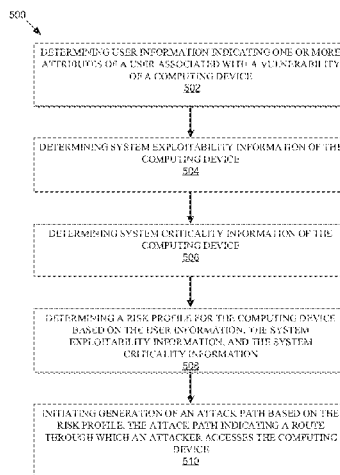 500
DETERMINING USER INFORMATION INDICATING ONE OR MORE
ATTRIBUTES OF A USER ASSOCIATED WITH A VULNERABILITY
OF A COMPUTING DEVICE
502
DETERMINING SYSTEM EXPLOITABILITY INFORMATION OF THE
COMPUTING DEVICE
504
DETERMINING SYSTEM CRITICALITY INFORMATION OF THE
COMPUTING DEVICE
506
DETERMINING A RISK PROFILE FOR THE COMPUTING DEVICE
BASED ON THE USER INFORMATION, THE SYSTEM
EXPLOITABILITY INFORMATION, AND THE SYSTEM
CRITICALITY INFORMATION
508
INITIATING GENERATION OF AN ATTACK PATH BASED ON THE
RISK PROFILE, THE ATTACK PATH INDICATING A ROUTE
THROUGH WHICH AN ATTACKER ACCESSES THE COMPUTING
DEVICE
510